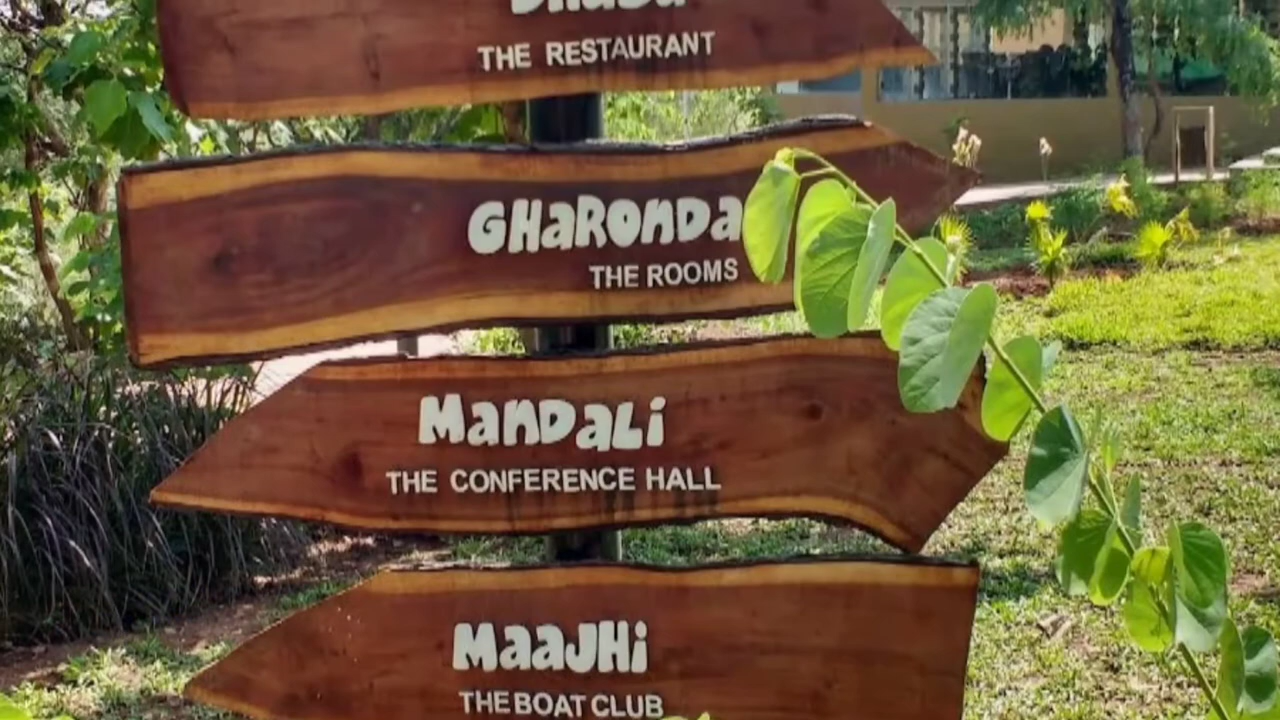 THE RESTAURANT
GHaRONDa
THE ROOMS
MaNDaLi
THE CONFERENCE HALL
MaaJHi
THE BOAT CLUB